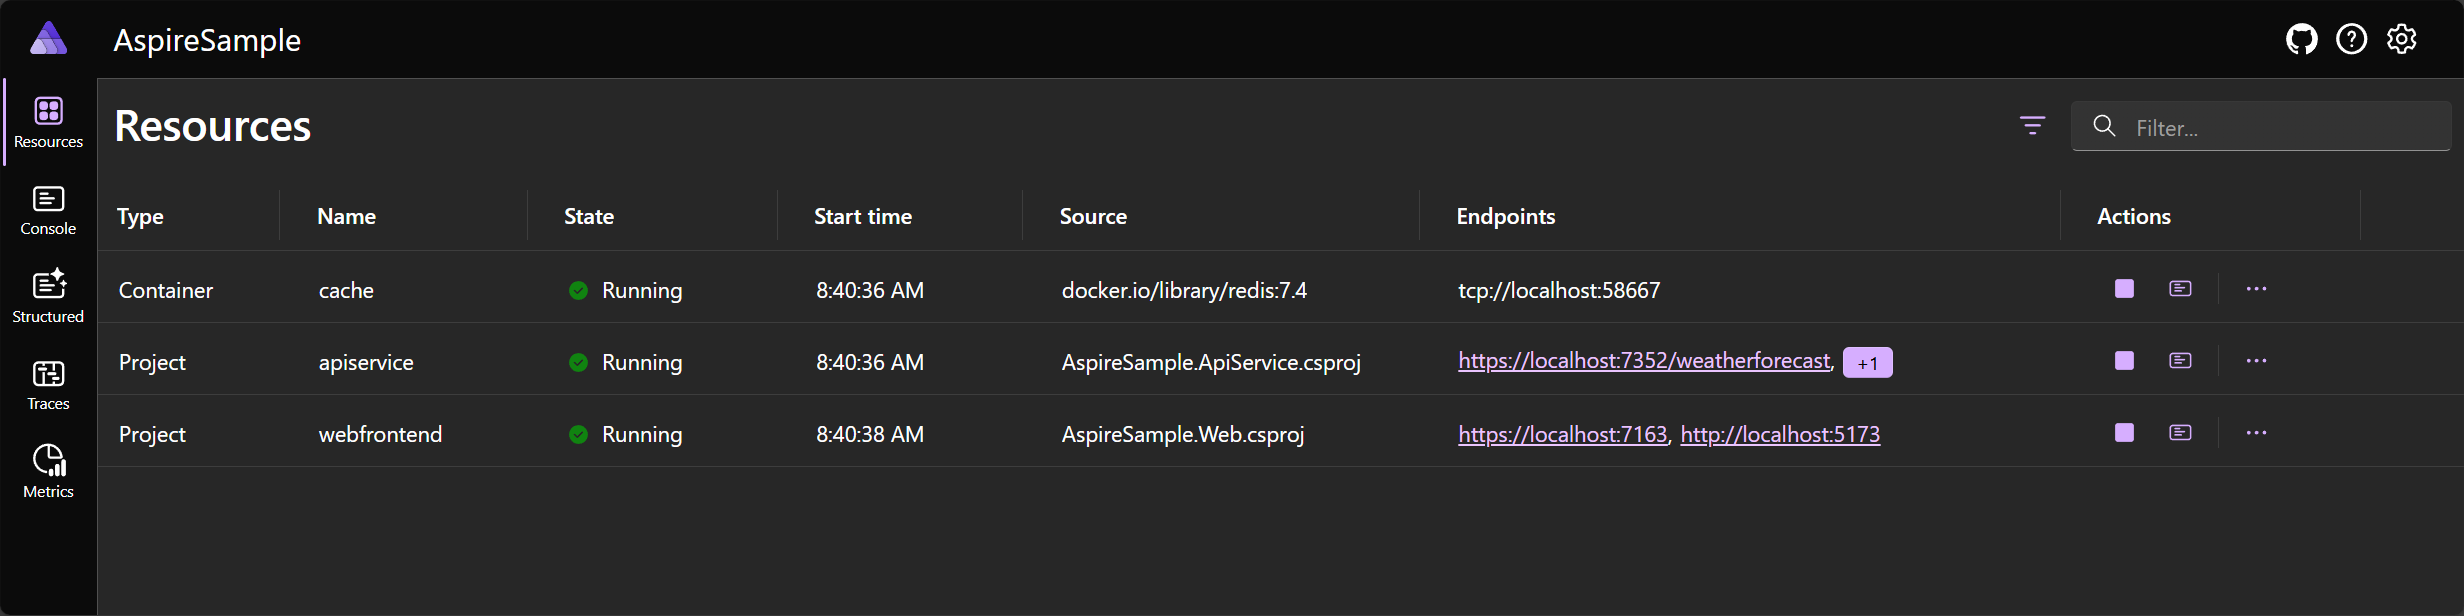 AspireSample
Resources
Resources
Filter...
Console
Structured
Traces
Metrics
Type Name State Start time Source Endpoints Actions
Container cache Running 8:40:36 AM docker.io/library/redis:7.4 tcp://localhost:58667
Project apiservice Running 8:40:36 AM AspireSample.ApiService.csproj https://localhost:7352/weatherforecast, +1
Project webfrontend Running 8:40:38 AM AspireSample.Web.csproj https://localhost:7163, http://localhost:5173